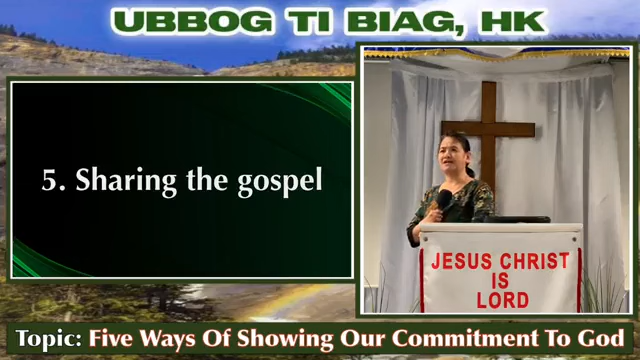 UBBOG TI BIAG, HK
5. Sharing the gospel
JESUS CHRIST
IS
LORD
Topic: Five Ways Of Showing Our Commitment To God